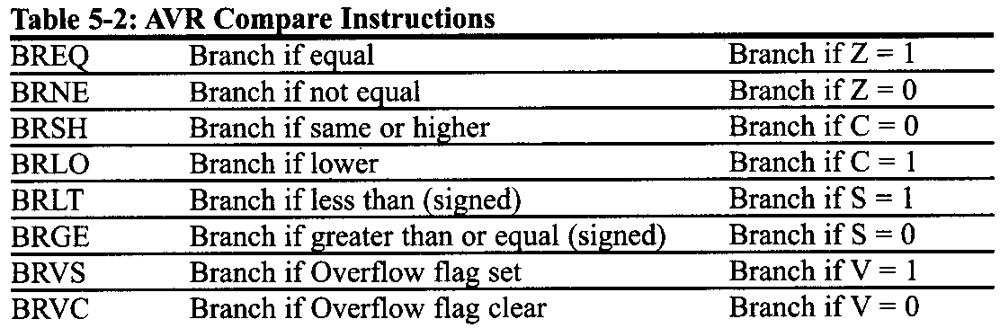 Table 5-2: AVR Compare Instructions
BREQ Branch if equal Branch if Z = 1
BRNE Branch if not equal Branch if Z = 0
BRSH Branch if same or higher Branch if C = 0
BRLO Branch if lower Branch if C = 1
BRLT Branch if less than (signed) Branch if S = 1
BRGE Branch if greater than or equal (signed) Branch if S = 0
BRVS Branch if Overflow flag set Branch if V = 1
BRVC Branch if Overflow flag clear Branch if V = 0